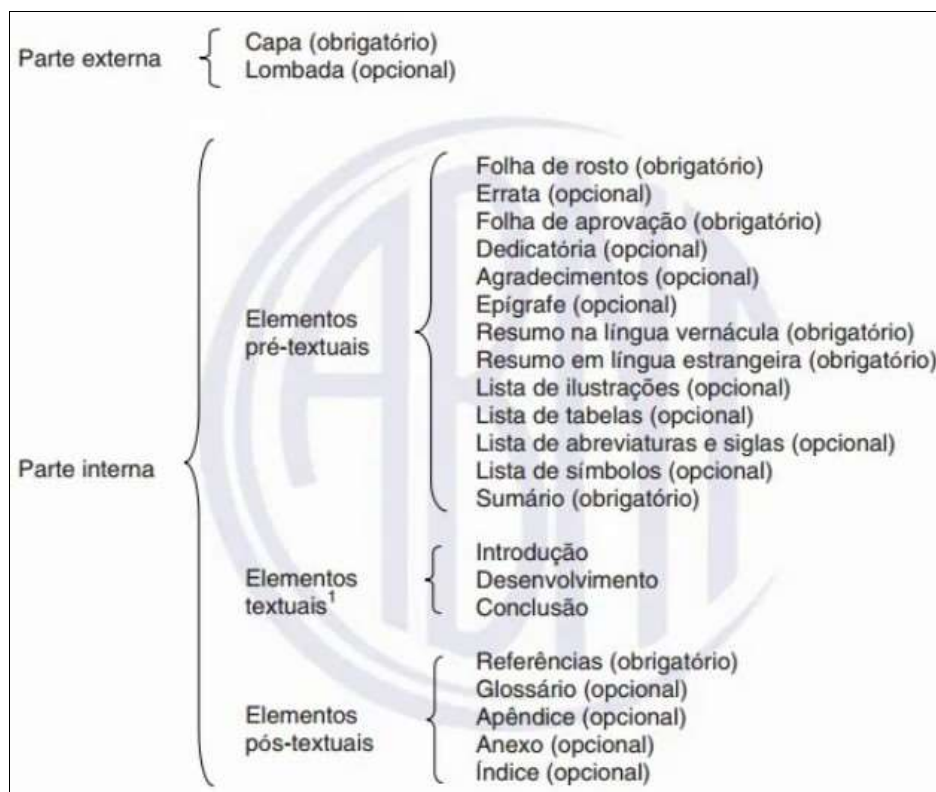 Parte externa
Capa (obrigatório)
Lombada (opcional)
Parte interna
Elementos
pré-textuais
Folha de rosto (obrigatório)
Errata (opcional)
Folha de aprovação (obrigatório)
Dedicatória (opcional)
Agradecimentos (opcional)
Epígrafe (opcional)
Resumo na língua vernácula (obrigatório)
Resumo em língua estrangeira (obrigatório)
Lista de ilustrações (opcional)
Lista de tabelas (opcional)
Lista de abreviaturas e siglas (opcional)
Lista de símbolos (opcional)
Sumário (obrigatório)
Elementos
textuais¹
Introdução
Desenvolvimento
Conclusão
Elementos
pós-textuais
Referências (obrigatório)
Glossário (opcional)
Apêndice (opcional)
Anexo (opcional)
Índice (opcional)
ABNT